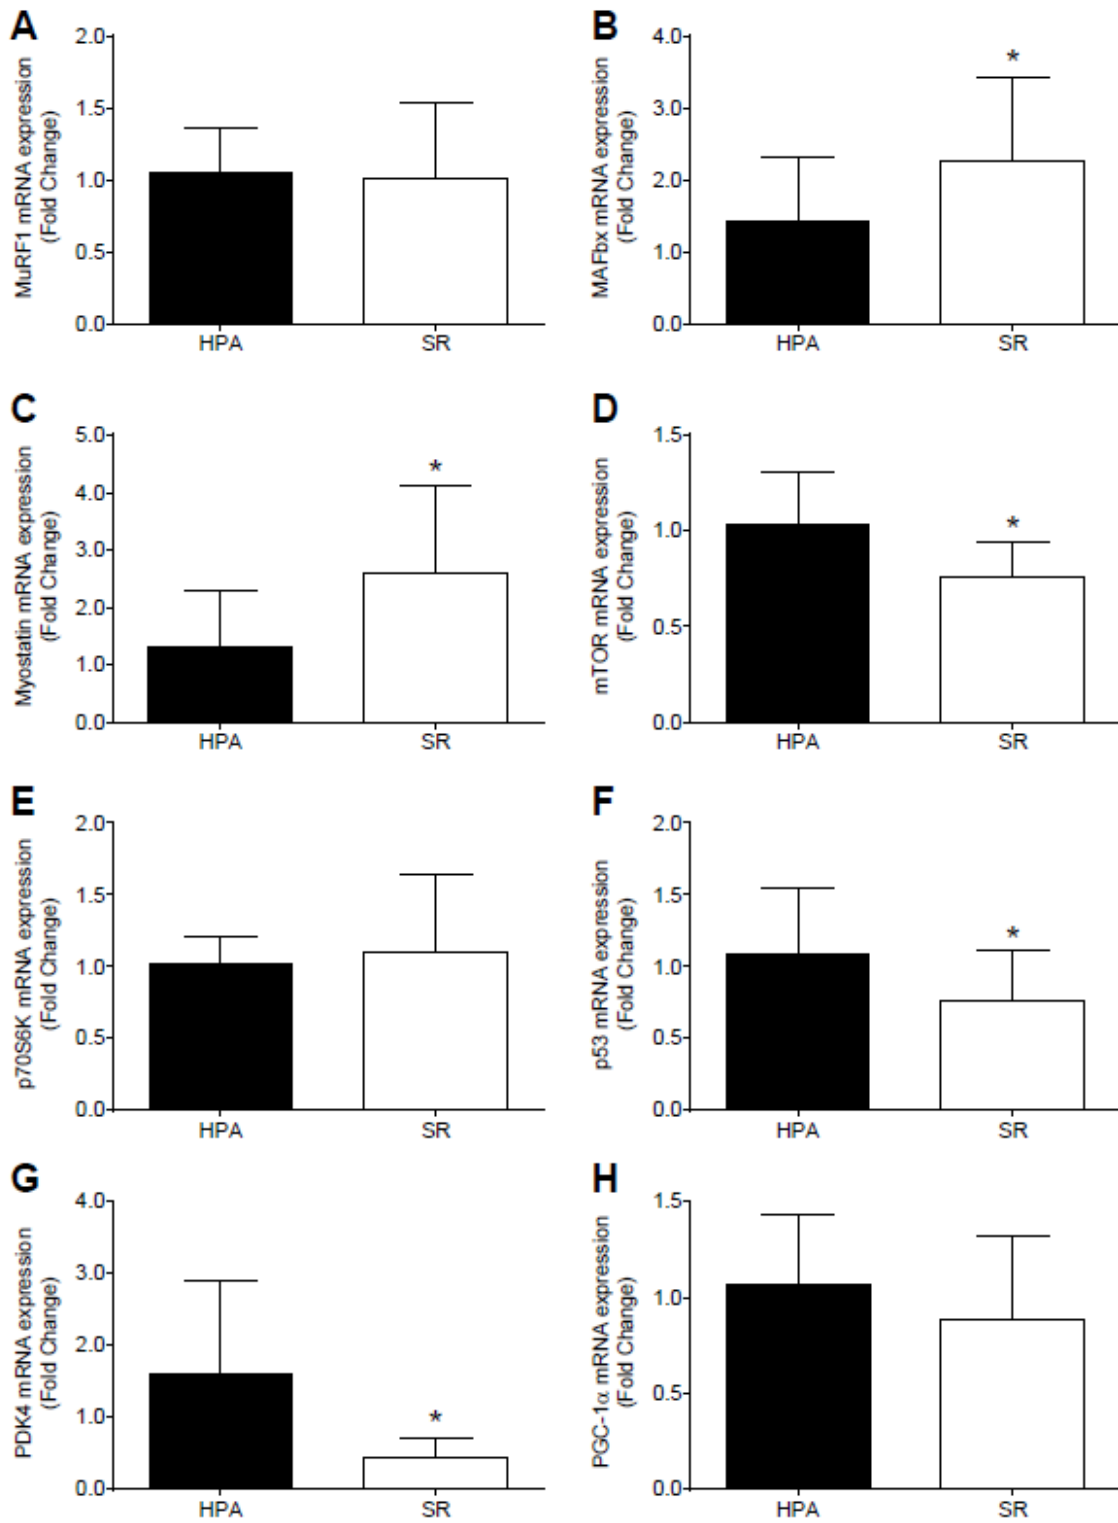 A
MuRF1 mRNA expression
(Fold Change)
2.0
1.5
1.0
0.5
0.0
HPA SR
B
MAFbx mRNA expression
(Fold Change)
4.0
3.0
2.0
1.0
0.0
*
HPA SR
C
Myostatin mRNA expression
(Fold Change)
5.0
4.0
3.0
2.0
1.0
0.0
*
HPA SR
D
mTOR mRNA expression
(Fold Change)
1.5
1.0
0.5
0.0
*
HPA SR
E
p70S6K mRNA expression
(Fold Change)
2.0
1.5
1.0
0.5
0.0
HPA SR
F
p53 mRNA expression
(Fold Change)
2.0
1.5
1.0
0.5
0.0
*
HPA SR
G
PDK4 mRNA expression
(Fold Change)
4.0
3.0
2.0
1.0
0.0
*
HPA SR
H
PGC-1α mRNA expression
(Fold Change)
1.5
1.0
0.5
0.0
HPA SR